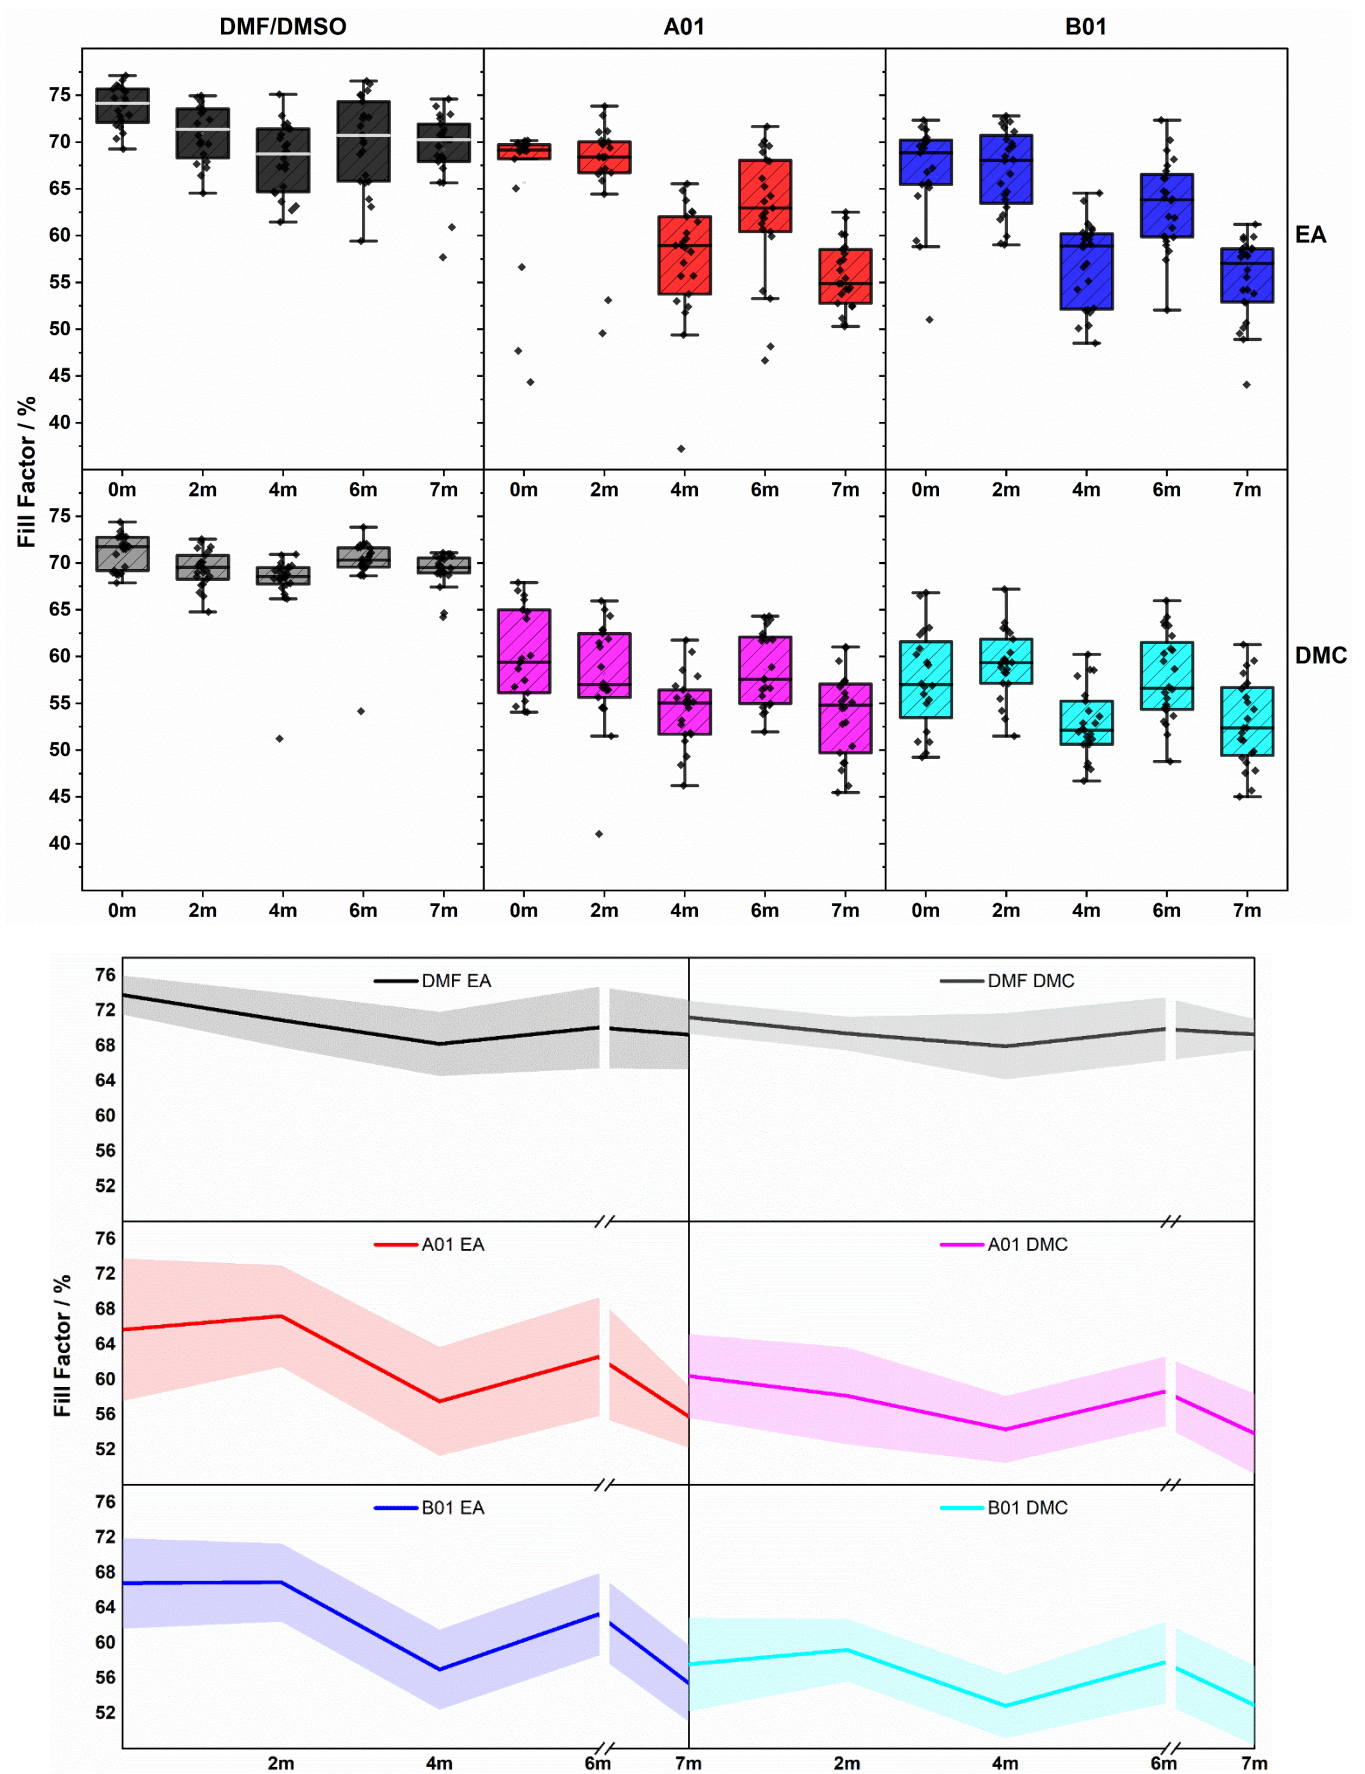 DMF/DMSO A01 B01
75
70
65
60
55
50
45
40
EA
0m 2m 4m 6m 7m 0m 2m 4m 6m 7m 0m 2m 4m 6m 7m
Fill Factor / %
75
70
65
60
55
50
45
40
DMC
0m 2m 4m 6m 7m 0m 2m 4m 6m 7m 0m 2m 4m 6m 7m
76
72
68
64
60
56
52
DMF EA
DMF DMC
Fill Factor / %
76
72
68
64
60
56
52
A01 EA
A01 DMC
76
72
68
64
60
56
52
B01 EA
B01 DMC
2m 4m 6m 7m 2m 4m 6m 7m